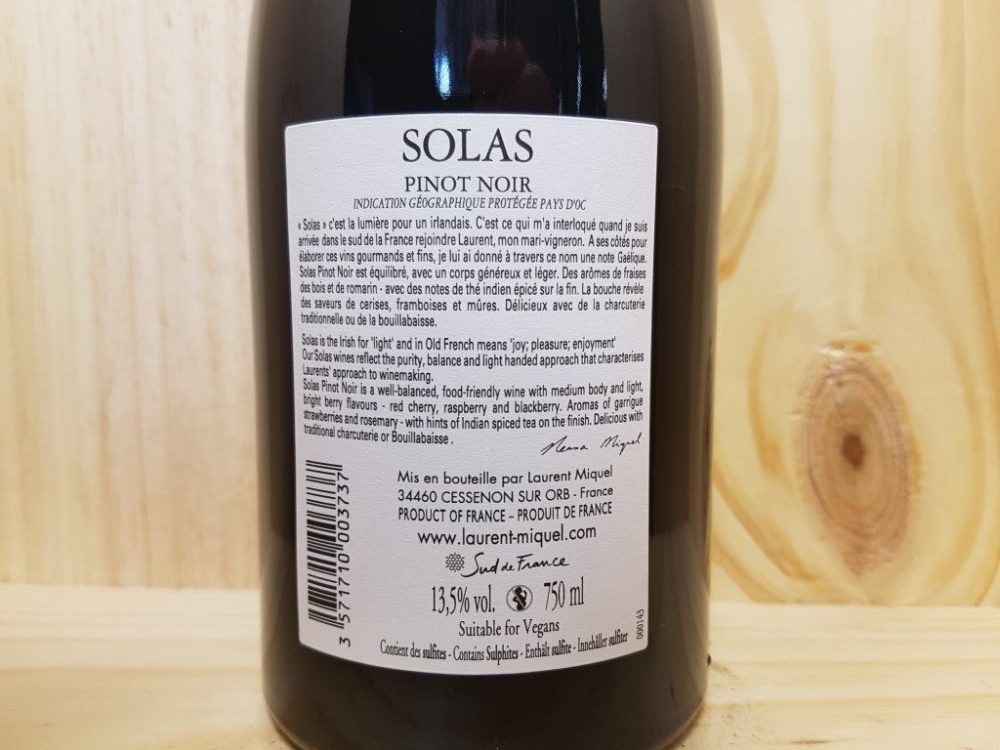 SOLAS
PINOT NOIR
INDICATION GÉOGRAPHIQUE PROTÉGÉE PAYS D'OC
« Solas » c'est la lumière pour un irlandais. C'est ce qui m'a interloqué quand je suis
arrivée dans le sud de la France rejoindre Laurent, mon mari-vigneron. A ses côtés pour
élaborer ces vins gourmands et fins, je lui ai donné à travers ce nom une note Gaélique.
Solas Pinot Noir est équilibré, avec un corps généreux et léger. Des arômes de fraises
des bois et de romarin - avec des notes de thé indien épicé sur la fin. La bouche révèle
des saveurs de cerises, framboises et mûres. Délicieux avec de la charcuterie
traditionnelle ou de la bouillabaisse.
Solas is the Irish for 'light' and in Old French means 'joy; pleasure; enjoyment'
Our Solas wines reflect the purity, balance and light handed approach that characterises
Laurents' approach to winemaking.
Solas Pinot Noir is a well-balanced, food-friendly wine with medium body and light,
bright berry flavours - red cherry, raspberry and blackberry. Aromas of garrigue
strawberries and rosemary - with hints of Indian spiced tea on the finish. Delicious with
traditional charcuterie or Bouillabaisse .
Neasa Miquel
Mis en bouteille par Laurent Miquel
34460 CESSENON SUR ORB - France
PRODUCT OF FRANCE – PRODUIT DE FRANCE
www.laurent-miquel.com
Sud de France
13,5% vol. 750 ml
Suitable for Vegans
Contient des sulfites - Contains Sulphites - Enthält sulfite - Innehåller sulfiter
3 571710 003737
000143